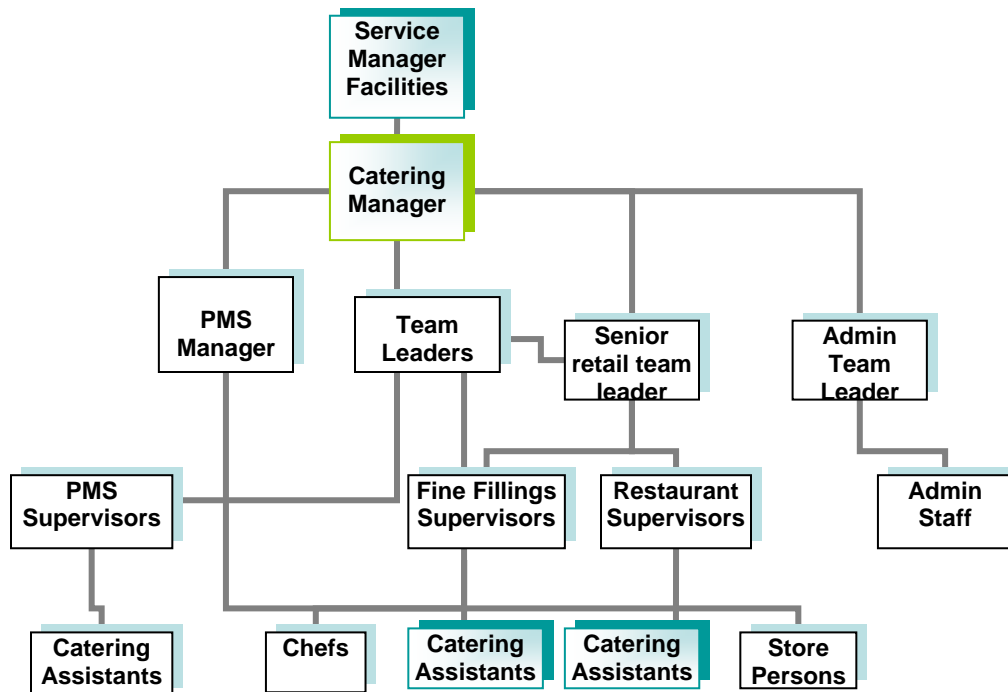 Service
Manager
Facilities
Catering
Manager
PMS
Manager
Team
Leaders
Senior
retail team
leader
Admin
Team
Leader
PMS
Supervisors
Fine Fillings
Supervisors
Restaurant
Supervisors
Admin
Staff
Catering
Assistants
Chefs
Catering
Assistants
Catering
Assistants
Store
Persons